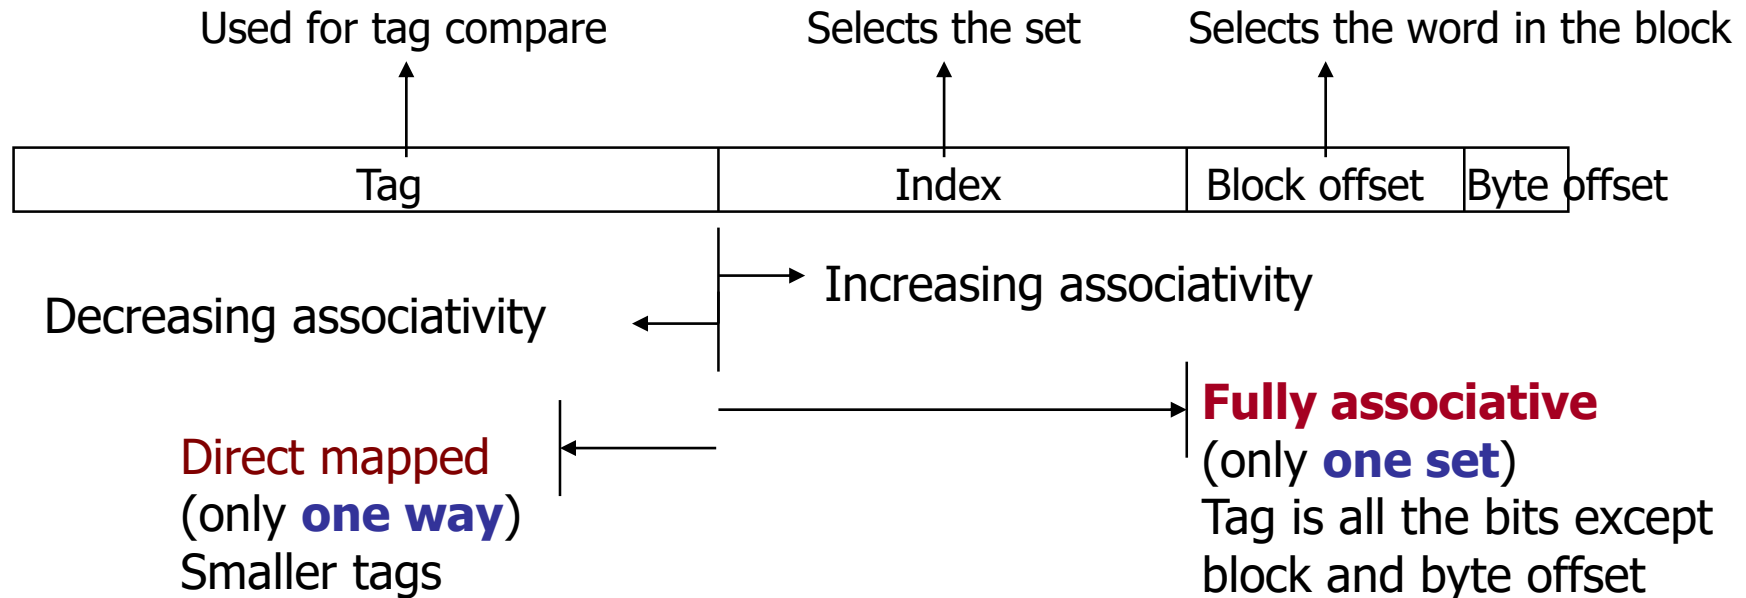 Used for tag compare
Selects the set
Selects the word in the block
Tag
Index
Block offset
Byte offset
Increasing associativity
Decreasing associativity
Fully associative
(only one set)
Tag is all the bits except
block and byte offset
Direct mapped
(only one way)
Smaller tags